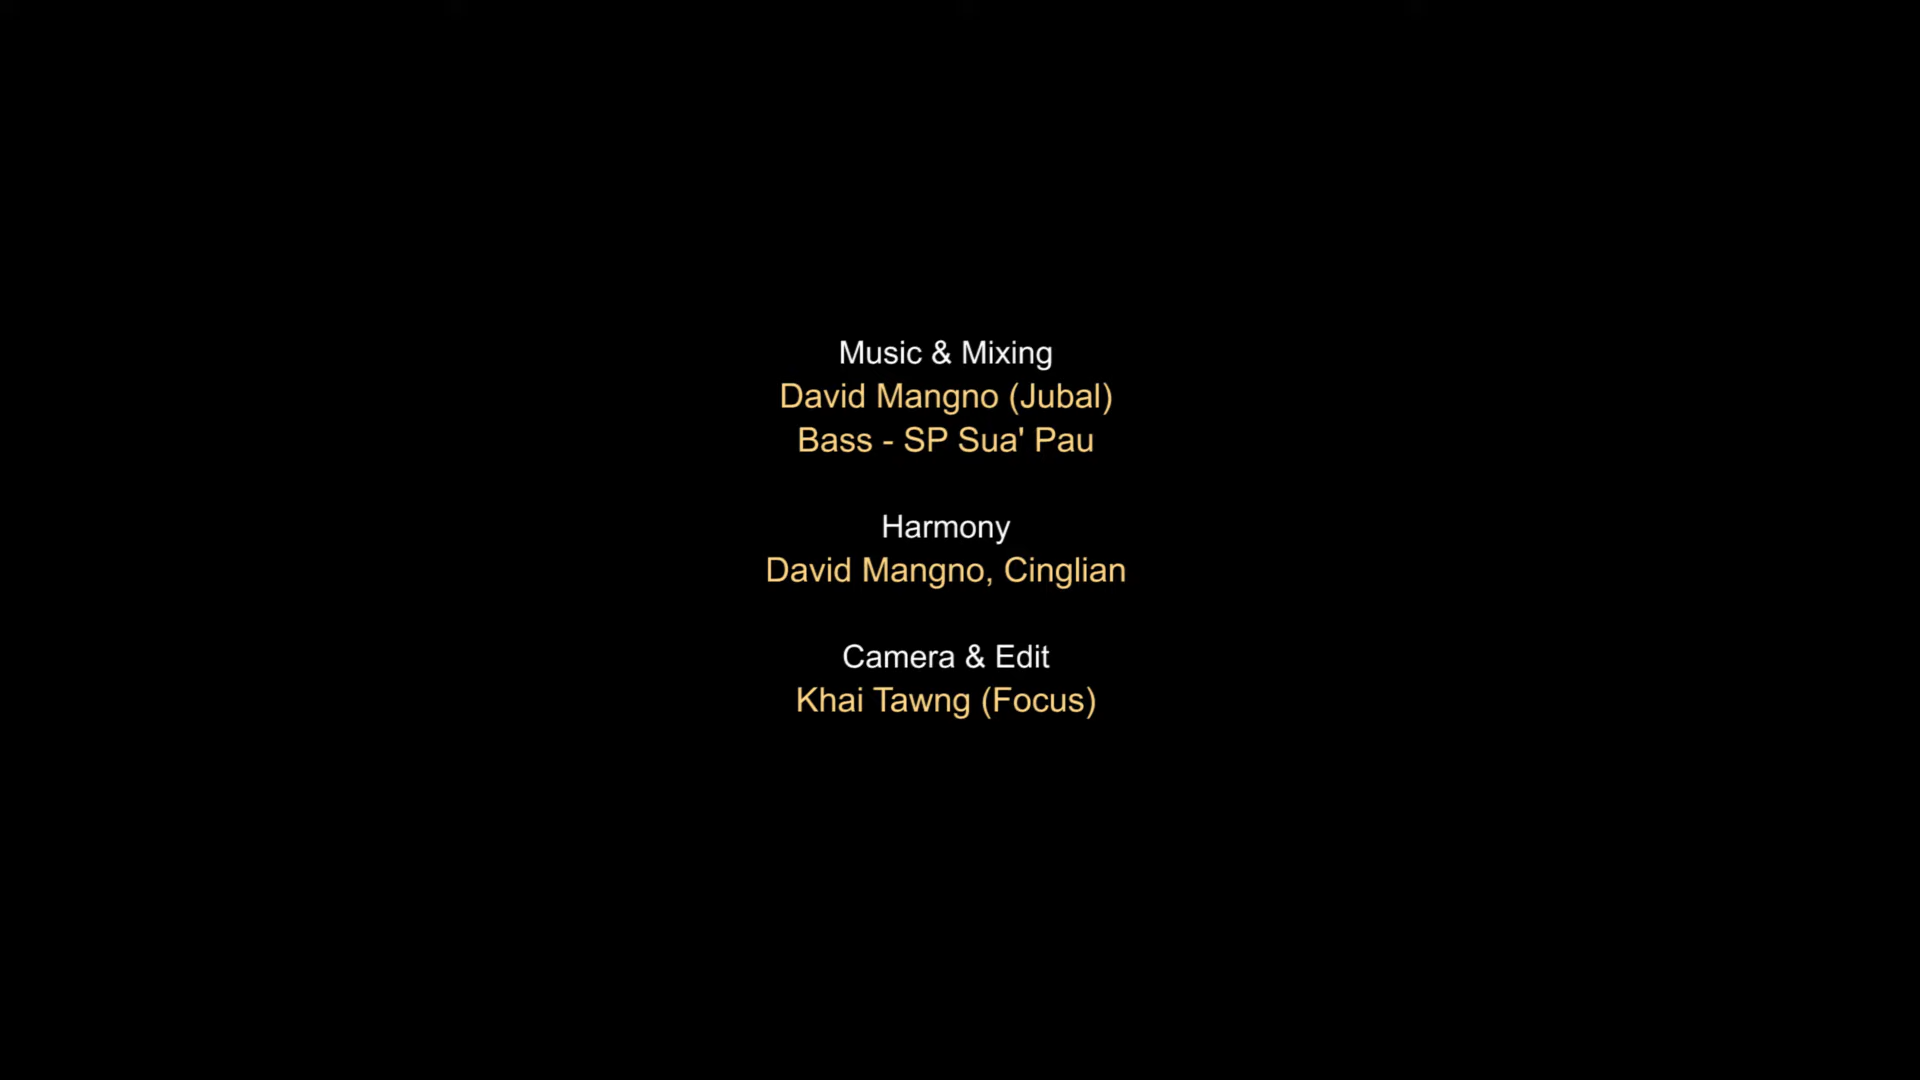 Music & Mixing
David Mangno (Jubal)
Bass - SP Sua' Pau
Harmony
David Mangno, Cinglian
Camera & Edit
Khai Tawng (Focus)